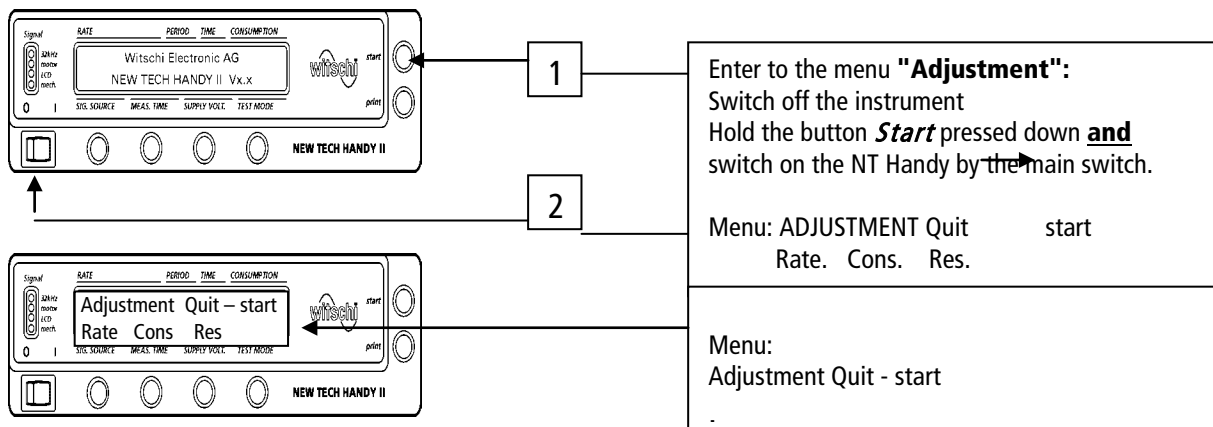 Signal RATE PERIOD TIME CONSUMPTION
32kHz
motor
LCD
mech.
Witschi Electronic AG
NEW TECH HANDY II Vx.x
witschi
start
print
0 I SIG. SOURCE MEAS. TIME SUPPLY VOLT. TEST MODE
NEW TECH HANDY II
1
2
Enter to the menu "Adjustment":
Switch off the instrument
Hold the button Start pressed down and
switch on the NT Handy by the main switch.
Menu: ADJUSTMENT Quit start
Rate. Cons. Res.
Signal RATE PERIOD TIME CONSUMPTION
32kHz
motor
LCD
mech.
Adjustment Quit – start
Rate Cons Res
witschi
start
print
0 I SIG. SOURCE MEAS. TIME SUPPLY VOLT. TEST MODE
NEW TECH HANDY II
Menu:
Adjustment Quit - start
.